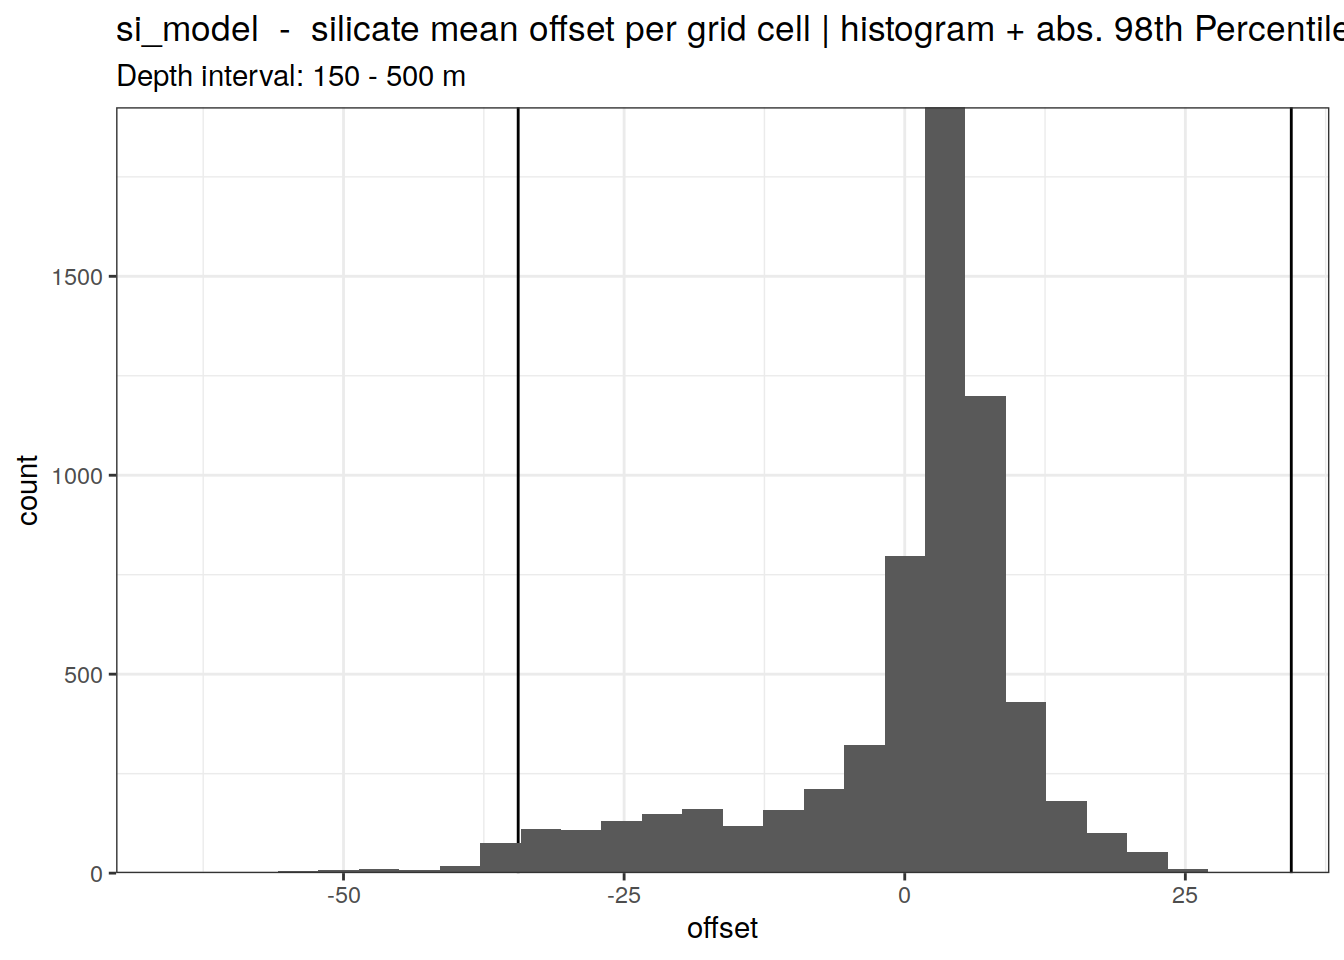 si_model  -  silicate mean offset per grid cell | histogram + abs. 98th Percentile
Depth interval: 150 - 500 m
1500
1000
500
0
count
-50
-25
0
25
offset